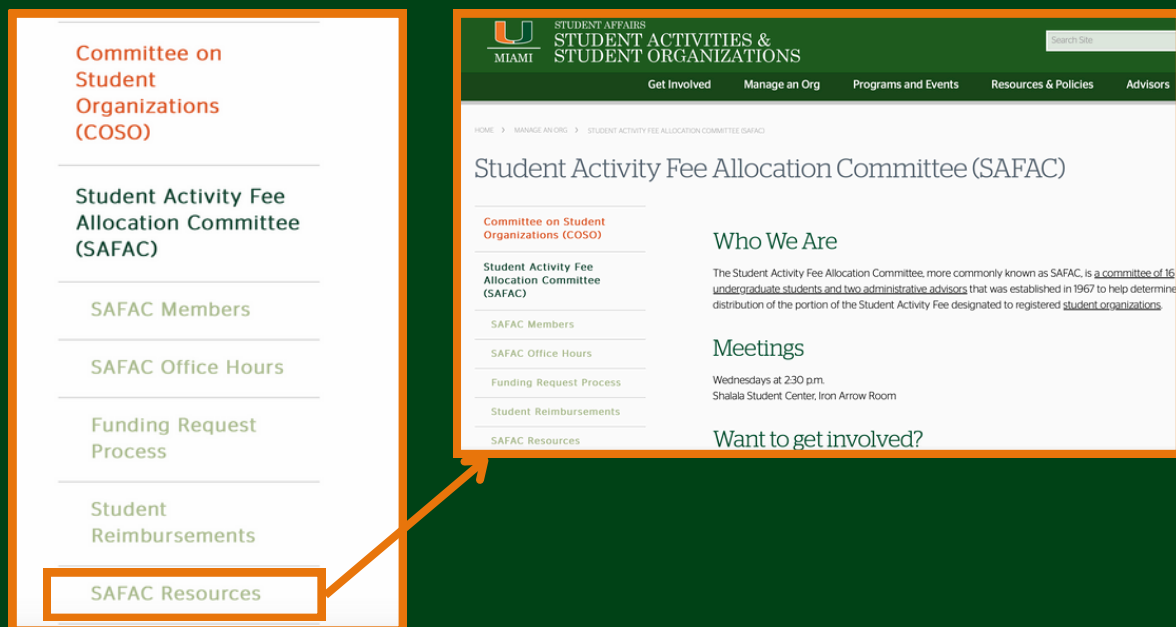 Committee on
Student
Organizations
(COSO)
Student Activity Fee
Allocation Committee
(SAFAC)
SAFAC Members
SAFAC Office Hours
Funding Request
Process
Student
Reimbursements
SAFAC Resources
MIAMI
STUDENT AFFAIRS
STUDENT ACTIVITIES &
STUDENT ORGANIZATIONS
Search Site
Get Involved Manage an Org Programs and Events Resources & Policies Advisors
HOME > MANAGE AN ORG > STUDENT ACTIVITY FEE ALLOCATION COMMITTEE (SAFAC)
Student Activity Fee Allocation Committee (SAFAC)
Committee on Student
Organizations (COSO)
Student Activity Fee
Allocation Committee
(SAFAC)
SAFAC Members
SAFAC Office Hours
Funding Request Process
Student Reimbursements
SAFAC Resources
Who We Are
The Student Activity Fee Allocation Committee, more commonly known as SAFAC, is a committee of 16
undergraduate students and two administrative advisors that was established in 1967 to help determine
distribution of the portion of the Student Activity Fee designated to registered student organizations.
Meetings
Wednesdays at 2:30 p.m.
Shalala Student Center, Iron Arrow Room
Want to get involved?